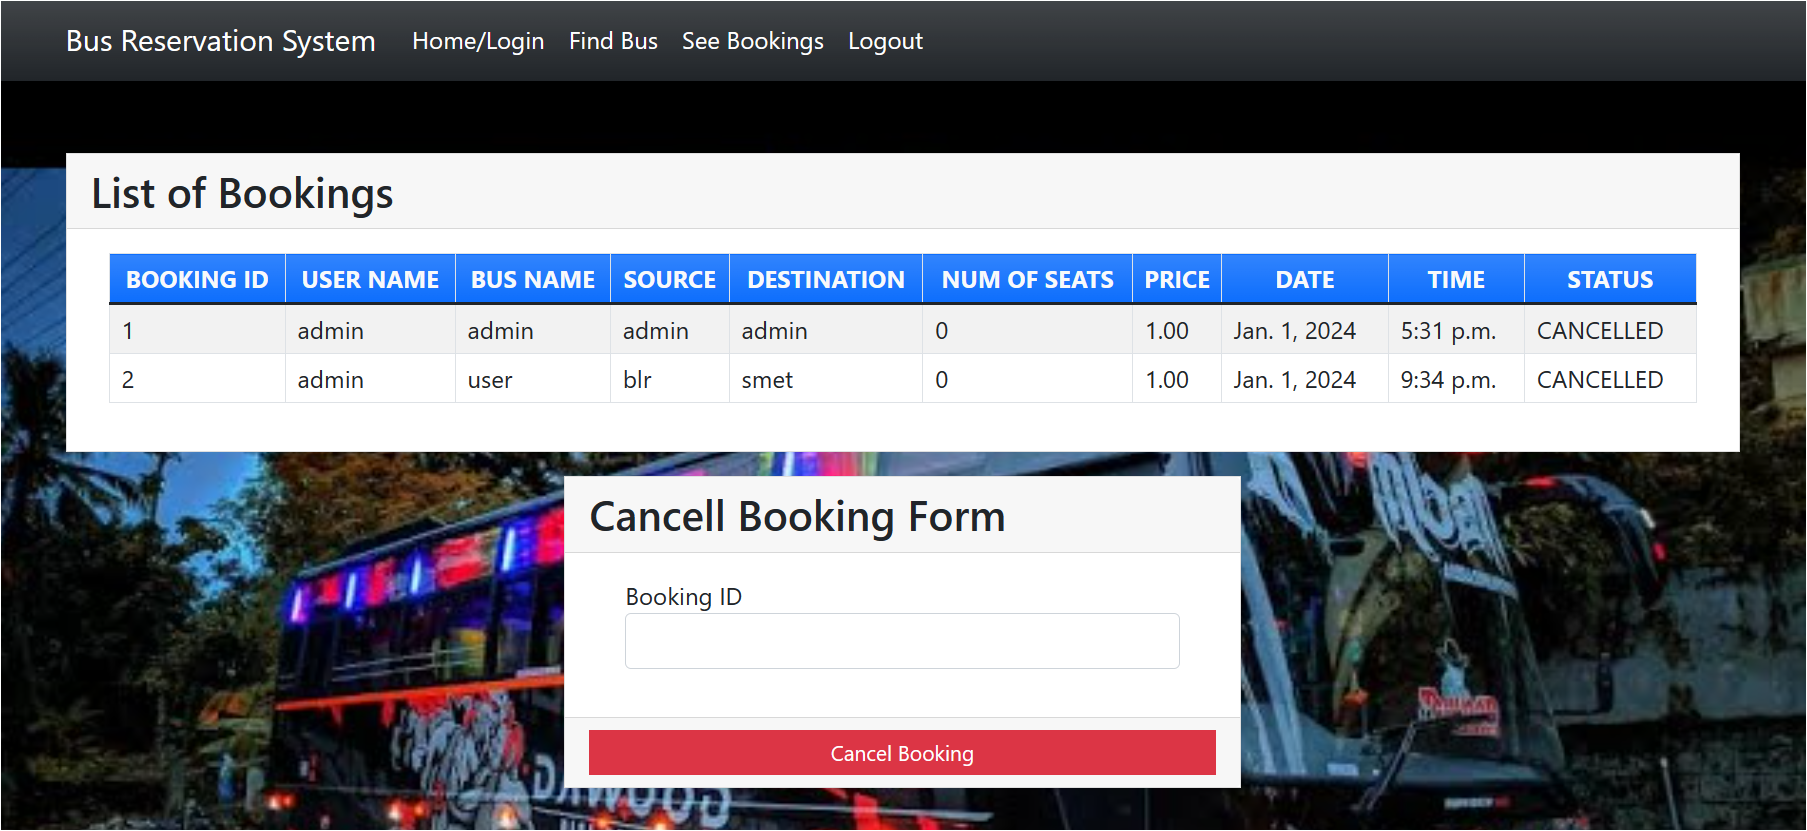 Bus Reservation System Home/Login Find Bus See Bookings Logout
List of Bookings
BOOKING ID USER NAME BUS NAME SOURCE DESTINATION NUM OF SEATS PRICE DATE TIME STATUS
1 admin admin admin admin 0 1.00 Jan. 1, 2024 5:31 p.m. CANCELLED
2 admin user blr smet 0 1.00 Jan. 1, 2024 9:34 p.m. CANCELLED
Cancell Booking Form
Booking ID
Cancel Booking